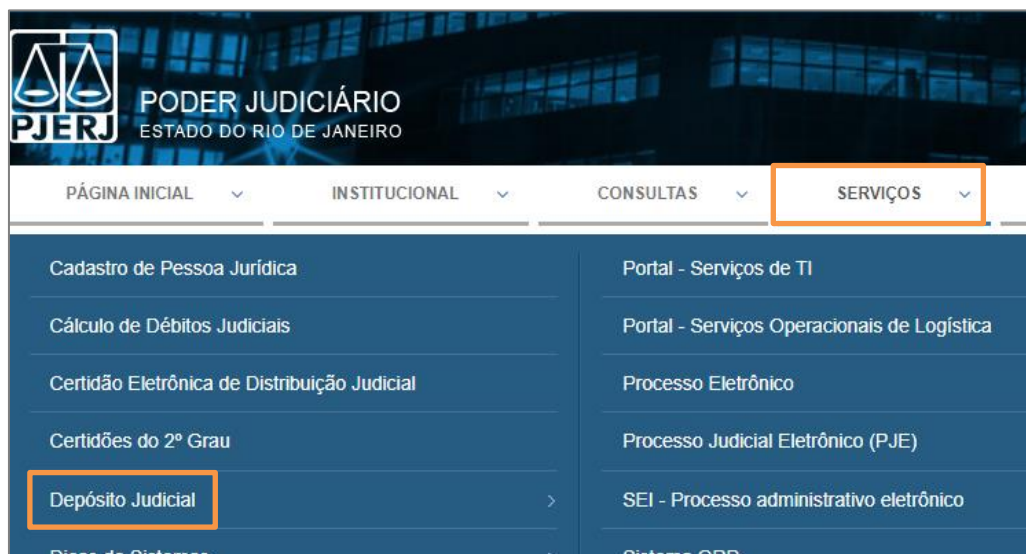 PJERJ
PODER JUDICIÁRIO
ESTADO DO RIO DE JANEIRO
PÁGINA INICIAL
INSTITUCIONAL
CONSULTAS
SERVIÇOS
Cadastro de Pessoa Jurídica
Cálculo de Débitos Judiciais
Certidão Eletrônica de Distribuição Judicial
Certidões do 2º Grau
Depósito Judicial
Portal - Serviços de TI
Portal - Serviços Operacionais de Logística
Processo Eletrônico
Processo Judicial Eletrônico (PJE)
SEI - Processo administrativo eletrônico